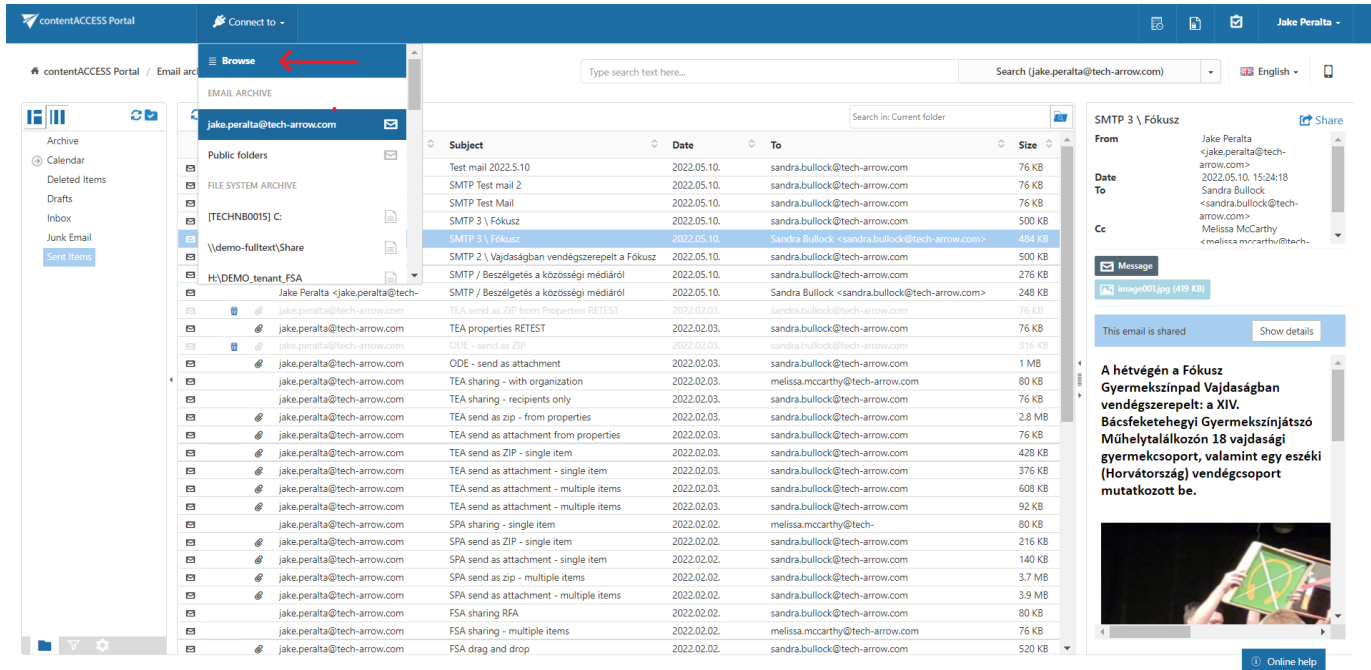 contentACCESS Portal
Connect to
Jake Peralta
contentACCESS Portal / Email arc
Type search text here...
Search (jake.peralta@tech-arrow.com)
English
Browse
EMAIL ARCHIVE
jake.peralta@tech-arrow.com
Public folders
FILE SYSTEM ARCHIVE
[TECHNB0015] C:
\\demo-fulltext\Share
H:\DEMO_tenant_FSA
Archive
Calendar
Deleted Items
Drafts
Inbox
Junk Email
Sent Items
Search in: Current folder
Subject Date To Size
Test mail 2022.5.10 2022.05.10. sandra.bullock@tech-arrow.com 76 KB
SMTP Test mail 2 2022.05.10. sandra.bullock@tech-arrow.com 76 KB
SMTP Test Mail 2022.05.10. sandra.bullock@tech-arrow.com 76 KB
SMTP 3 \ Fókusz 2022.05.10. sandra.bullock@tech-arrow.com 500 KB
SMTP 3 \ Fókusz 2022.05.10. Sandra Bullock <sandra.bullock@tech-arrow.com> 484 KB
SMTP 2 \ Vajdaságban vendégszerepelt a Fókusz 2022.05.10. sandra.bullock@tech-arrow.com 500 KB
SMTP / Beszélgetés a közösségi médiáról 2022.05.10. sandra.bullock@tech-arrow.com 276 KB
Jake Peralta <jake.peralta@tech- SMTP / Beszélgetés a közösségi médiáról 2022.05.10. Sandra Bullock <sandra.bullock@tech-arrow.com> 248 KB
jake.peralta@tech-arrow.com TEA send as ZIP from Properties RETEST 2022.02.03. sandra.bullock@tech-arrow.com 76 KB
jake.peralta@tech-arrow.com TEA properties RETEST 2022.02.03. sandra.bullock@tech-arrow.com 76 KB
jake.peralta@tech-arrow.com ODE - send as ZIP 2022.02.03. sandra.bullock@tech-arrow.com 316 KB
jake.peralta@tech-arrow.com ODE - send as attachment 2022.02.03. sandra.bullock@tech-arrow.com 1 MB
jake.peralta@tech-arrow.com TEA sharing - with organization 2022.02.03. melissa.mccarthy@tech-arrow.com 80 KB
jake.peralta@tech-arrow.com TEA sharing - recipients only 2022.02.03. sandra.bullock@tech-arrow.com 76 KB
jake.peralta@tech-arrow.com TEA send as zip - from properties 2022.02.03. sandra.bullock@tech-arrow.com 2.8 MB
jake.peralta@tech-arrow.com TEA send as attachment from properties 2022.02.03. sandra.bullock@tech-arrow.com 76 KB
jake.peralta@tech-arrow.com TEA send as ZIP - single item 2022.02.03. sandra.bullock@tech-arrow.com 428 KB
jake.peralta@tech-arrow.com TEA send as attachment - single item 2022.02.03. sandra.bullock@tech-arrow.com 376 KB
jake.peralta@tech-arrow.com TEA send as attachment - multiple items 2022.02.03. sandra.bullock@tech-arrow.com 608 KB
jake.peralta@tech-arrow.com TEA send as attachment - multiple items 2022.02.03. sandra.bullock@tech-arrow.com 92 KB
jake.peralta@tech-arrow.com SPA sharing - single item 2022.02.02. melissa.mccarthy@tech- 80 KB
jake.peralta@tech-arrow.com SPA send as ZIP - single item 2022.02.02. sandra.bullock@tech-arrow.com 216 KB
jake.peralta@tech-arrow.com SPA send as attachment - single item 2022.02.02. sandra.bullock@tech-arrow.com 140 KB
jake.peralta@tech-arrow.com SPA send as zip - multiple items 2022.02.02. sandra.bullock@tech-arrow.com 3.7 MB
jake.peralta@tech-arrow.com SPA send as attachment - multiple items 2022.02.02. sandra.bullock@tech-arrow.com 3.9 MB
jake.peralta@tech-arrow.com FSA sharing RFA 2022.02.02. sandra.bullock@tech-arrow.com 80 KB
jake.peralta@tech-arrow.com FSA sharing - multiple items 2022.02.02. melissa.mccarthy@tech-arrow.com 76 KB
jake.peralta@tech-arrow.com FSA drag and drop 2022.02.02. sandra.bullock@tech-arrow.com 520 KB
SMTP 3 \ Fókusz
Share
From Jake Peralta
<jake.peralta@tech-
arrow.com>
Date 2022.05.10. 15:24:18
To Sandra Bullock
<sandra.bullock@tech-
arrow.com>
Cc Melissa McCarthy
<melissa.mccarthy@tech-
Message
image001.jpg (419 KB)
This email is shared
Show details
A hétvégén a Fókusz
Gyermekszínpad Vajdaságban
vendégszerepelt: a XIV.
Bácsfeketehegyi Gyermekszínjátszó
Műhelytalálkozón 18 vajdasági
gyermekcsoport, valamint egy eszéki
(Horvátország) vendégcsoport
mutatkozott be.
Online help